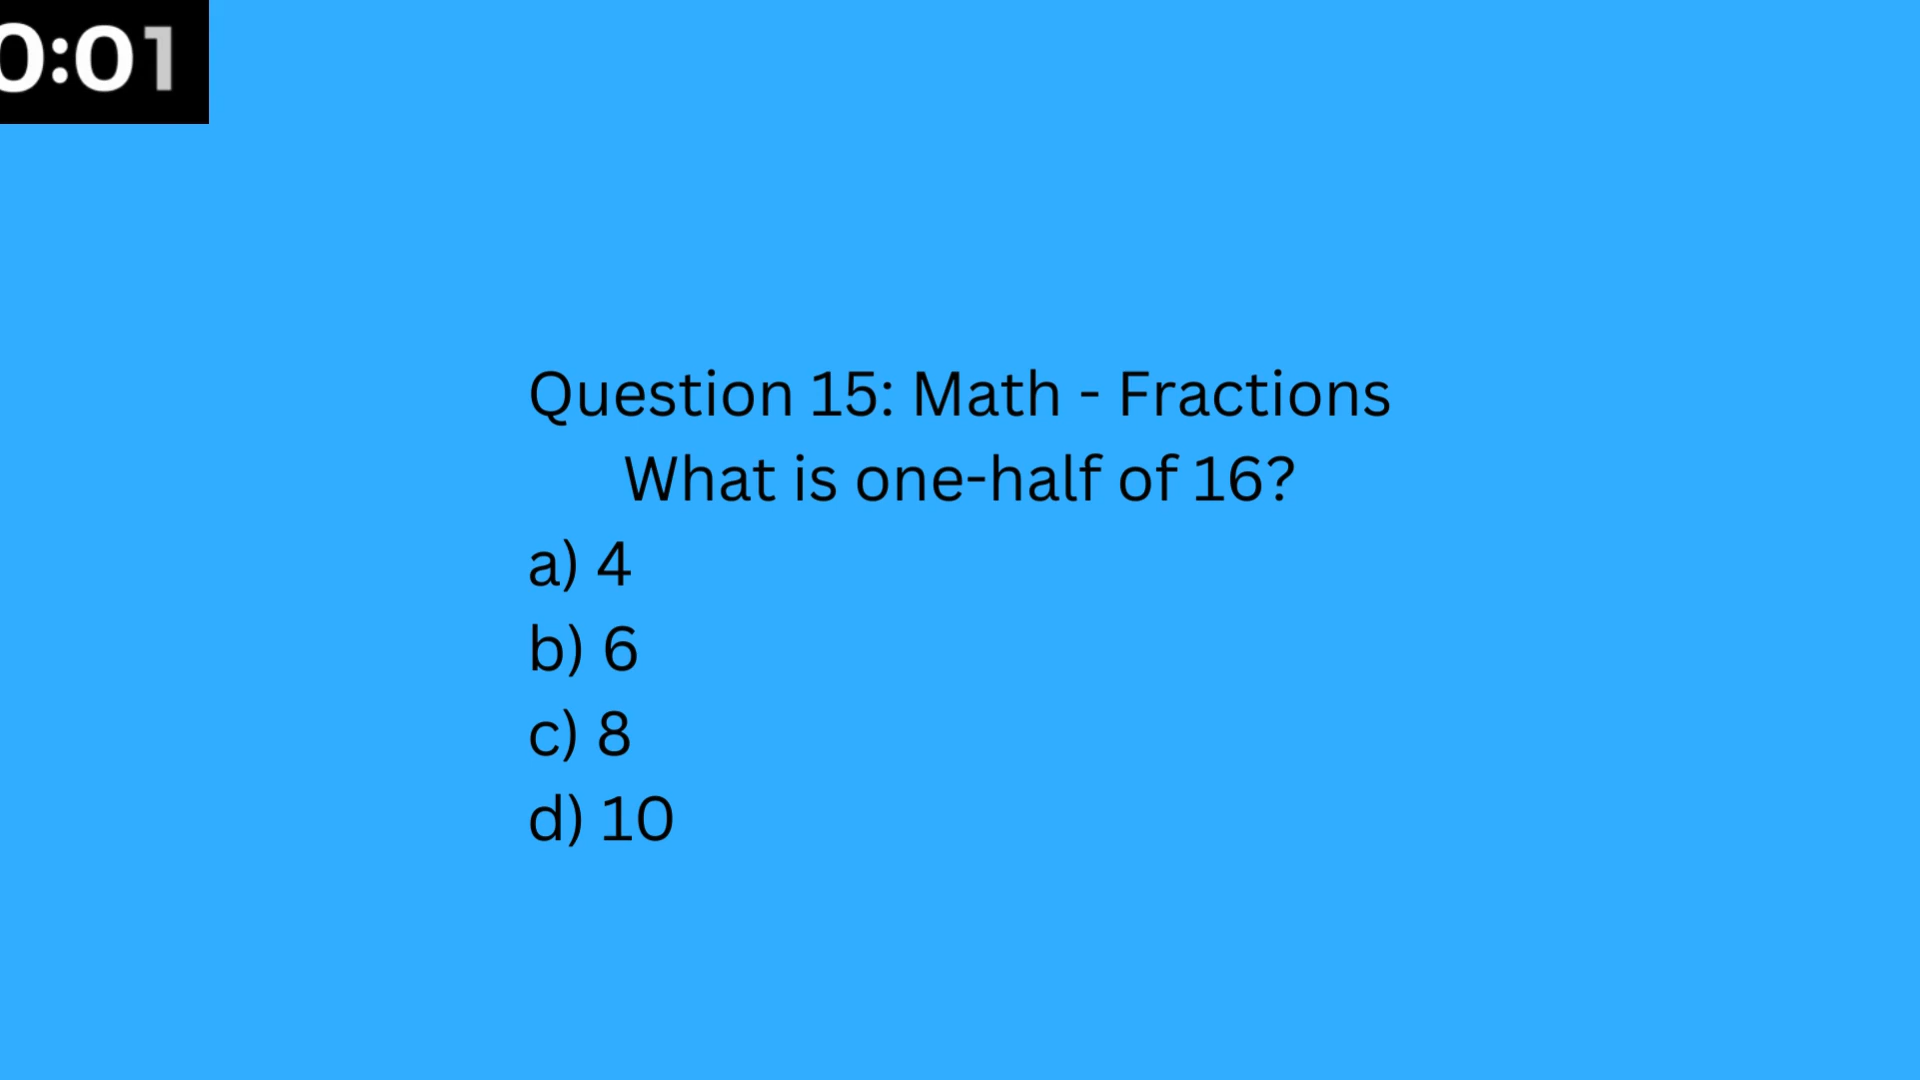 0:01
Question 15: Math - Fractions
What is one-half of 16?
a) 4
b) 6
c) 8
d) 10